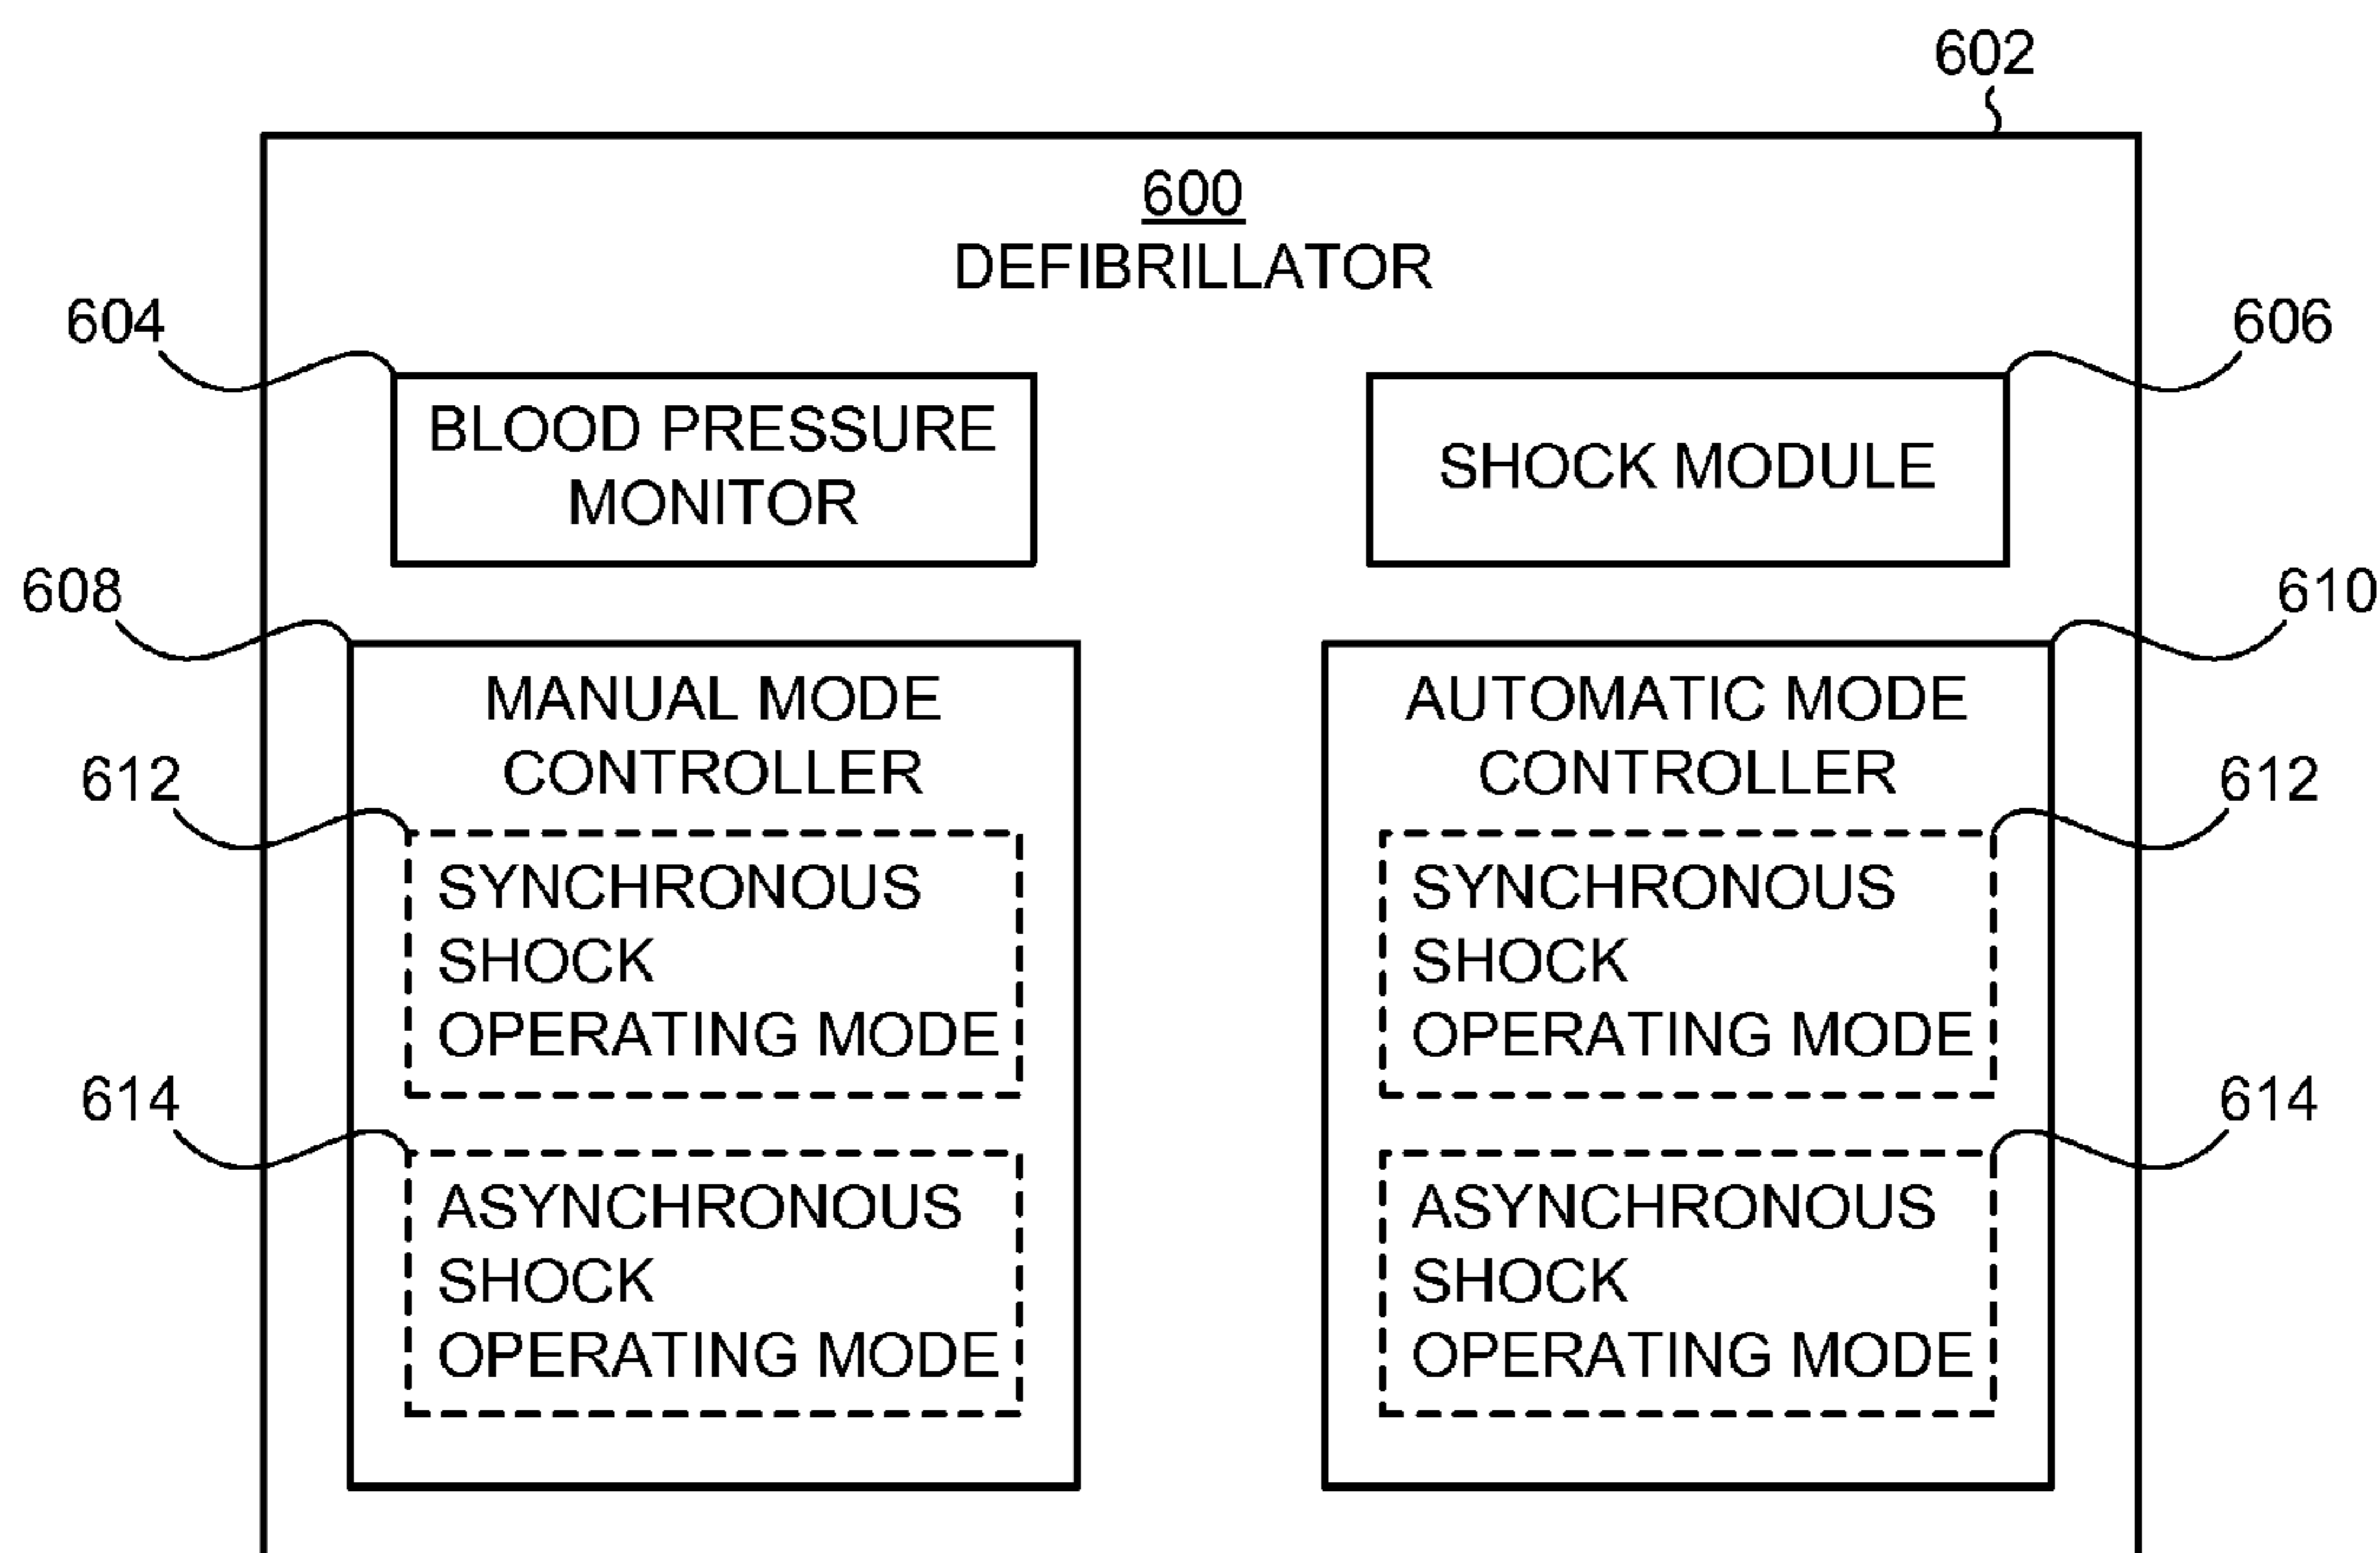 602
600
DEFIBRILLATOR
604
606
BLOOD PRESSURE
MONITOR
SHOCK MODULE
608
610
MANUAL MODE
CONTROLLER
AUTOMATIC MODE
CONTROLLER
612
612
SYNCHRONOUS
SHOCK
OPERATING MODE
SYNCHRONOUS
SHOCK
OPERATING MODE
614
614
ASYNCHRONOUS
SHOCK
OPERATING MODE
ASYNCHRONOUS
SHOCK
OPERATING MODE